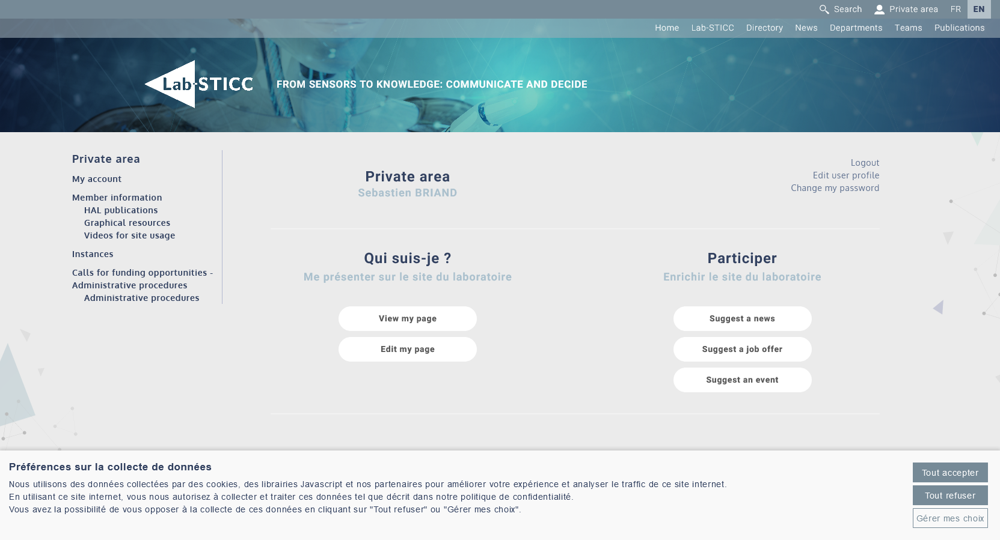 Search
Private area
FR
EN
Home
Lab-STICC
Directory
News
Departments
Teams
Publications
Lab-STICC
FROM SENSORS TO KNOWLEDGE: COMMUNICATE AND DECIDE
Private area
My account
Member information
HAL publications
Graphical resources
Videos for site usage
Instances
Calls for funding opportunities -
Administrative procedures
Administrative procedures
Private area
Sebastien BRIAND
Logout
Edit user profile
Change my password
Qui suis-je ?
Me présenter sur le site du laboratoire
View my page
Edit my page
Participer
Enrichir le site du laboratoire
Suggest a news
Suggest a job offer
Suggest an event
Préférences sur la collecte de données
Nous utilisons des données collectées par des cookies, des librairies Javascript et nos partenaires pour améliorer votre expérience et analyser le traffic de ce site internet.
En utilisant ce site internet, vous nous autorisez à collecter et traiter ces données tel que décrit dans notre politique de confidentialité.
Vous avez la possibilité de vous opposer à la collecte de ces données en cliquant sur "Tout refuser" ou "Gérer mes choix".
Tout accepter
Tout refuser
Gérer mes choix